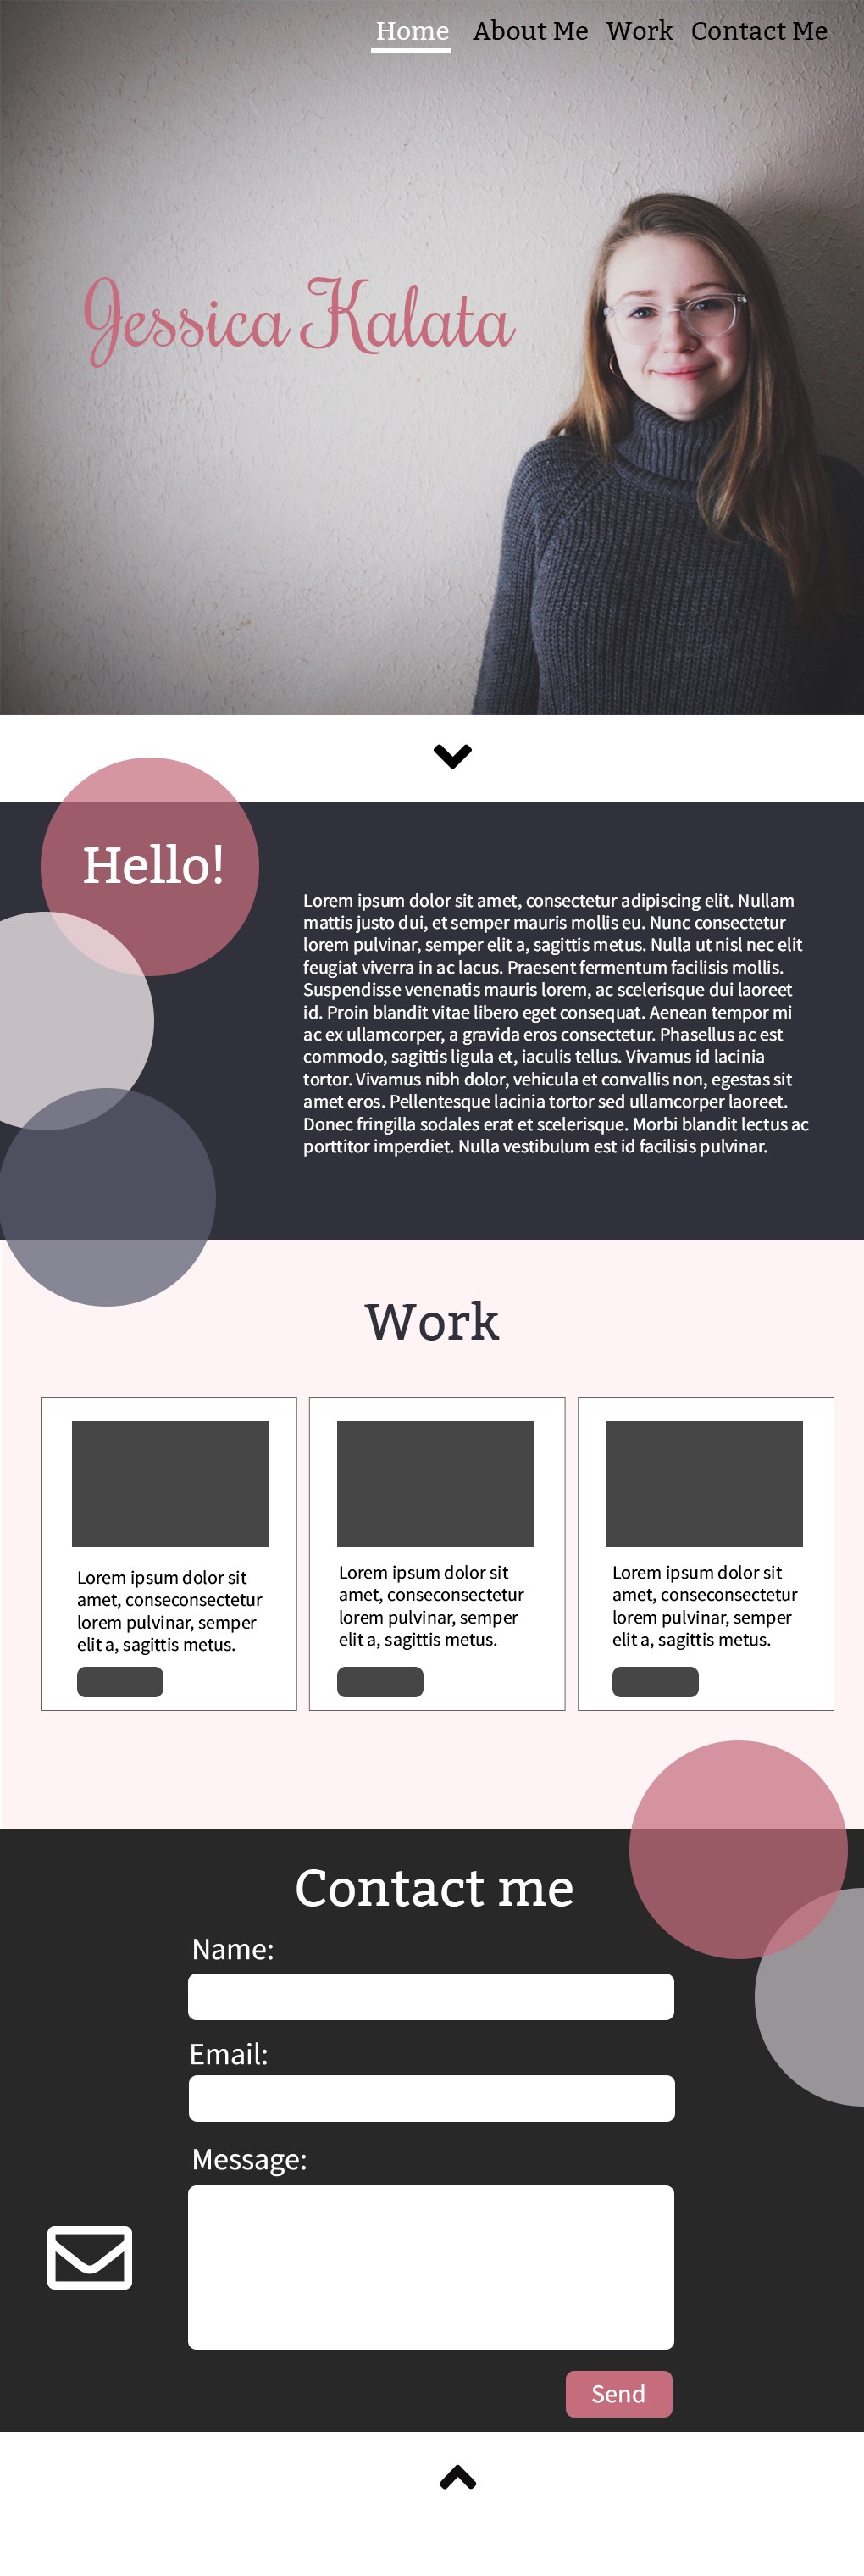 Home About Me Work Contact Me
Jessica Kalata
Hello!
Lorem ipsum dolor sit amet, consectetur adipiscing elit. Nullam
mattis justo dui, et semper mauris mollis eu. Nunc consectetur
lorem pulvinar, semper elit a, sagittis metus. Nulla ut nisl nec elit
feugiat viverra in ac lacus. Praesent fermentum facilisis mollis.
Suspendisse venenatis mauris lorem, ac scelerisque dui laoreet
id. Proin blandit vitae libero eget consequat. Aenean tempor mi
ac ex ullamcorper, a gravida eros consectetur. Phasellus ac est
commodo, sagittis ligula et, iaculis tellus. Vivamus id lacinia
tortor. Vivamus nibh dolor, vehicula et convallis non, egestas sit
amet eros. Pellentesque lacinia tortor sed ullamcorper laoreet.
Donec fringilla sodales erat et scelerisque. Morbi blandit lectus ac
porttitor imperdiet. Nulla vestibulum est id facilisis pulvinar.
Work
Lorem ipsum dolor sit
amet, conseconsectetur
lorem pulvinar, semper
elit a, sagittis metus.
Lorem ipsum dolor sit
amet, conseconsectetur
lorem pulvinar, semper
elit a, sagittis metus.
Lorem ipsum dolor sit
amet, conseconsectetur
lorem pulvinar, semper
elit a, sagittis metus.
Contact me
Name:
Email:
Message:
Send